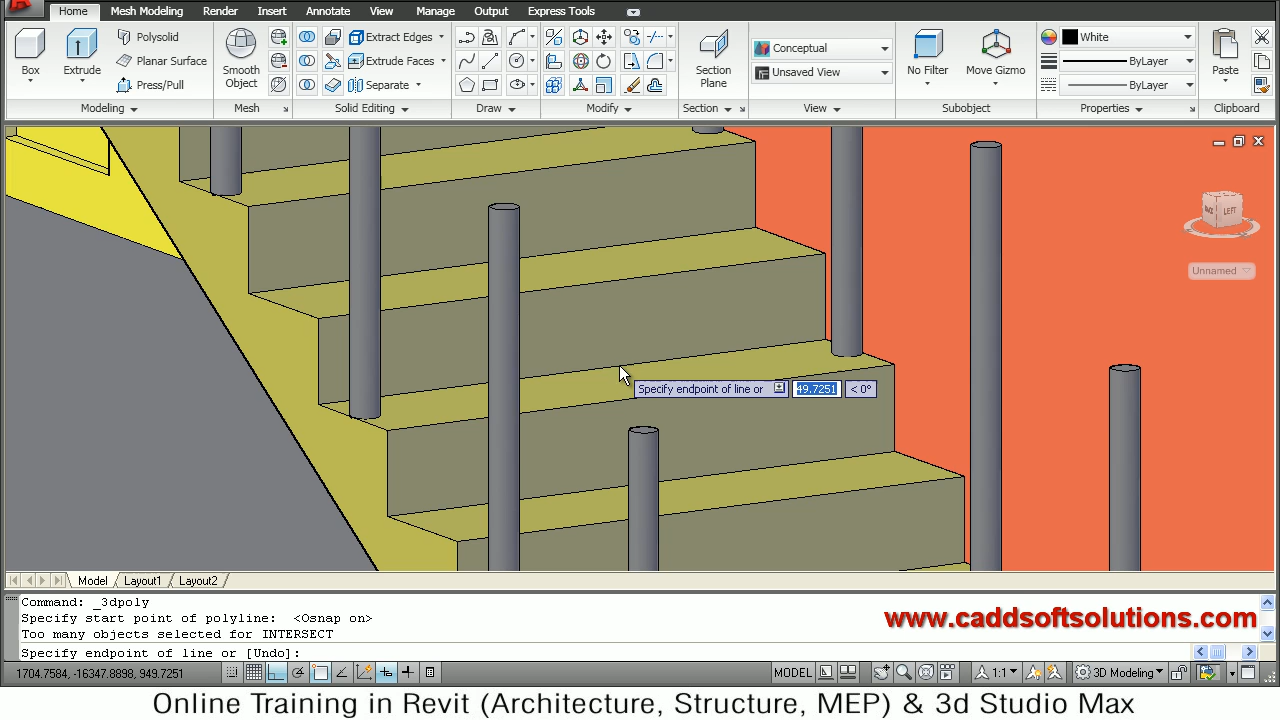 Home Mesh Modeling Render Insert Annotate View Manage Output Express Tools
Box
Extrude
Polysolid
Planar Surface
Press/Pull
Modeling
Smooth Object
Mesh
Extract Edges
Extrude Faces
Separate
Solid Editing
Draw
Modify
Section Plane
Section
Conceptual
Unsaved View
View
No Filter
Move Gizmo
Subobject
White
ByLayer
ByLayer
Properties
Paste
Clipboard
LEFT
Unnamed
Specify endpoint of line or 49.7251 < 0°
Model Layout1 Layout2
Command: _3dpoly
Specify start point of polyline: <Osnap on>
Too many objects selected for INTERSECT
Specify endpoint of line or [Undo]:
www.caddsoftsolutions.com
1704.7584, -16347.8898, 949.7251
MODEL
1:1
3D Modeling
Online Training in Revit (Architecture, Structure, MEP) & 3d Studio Max